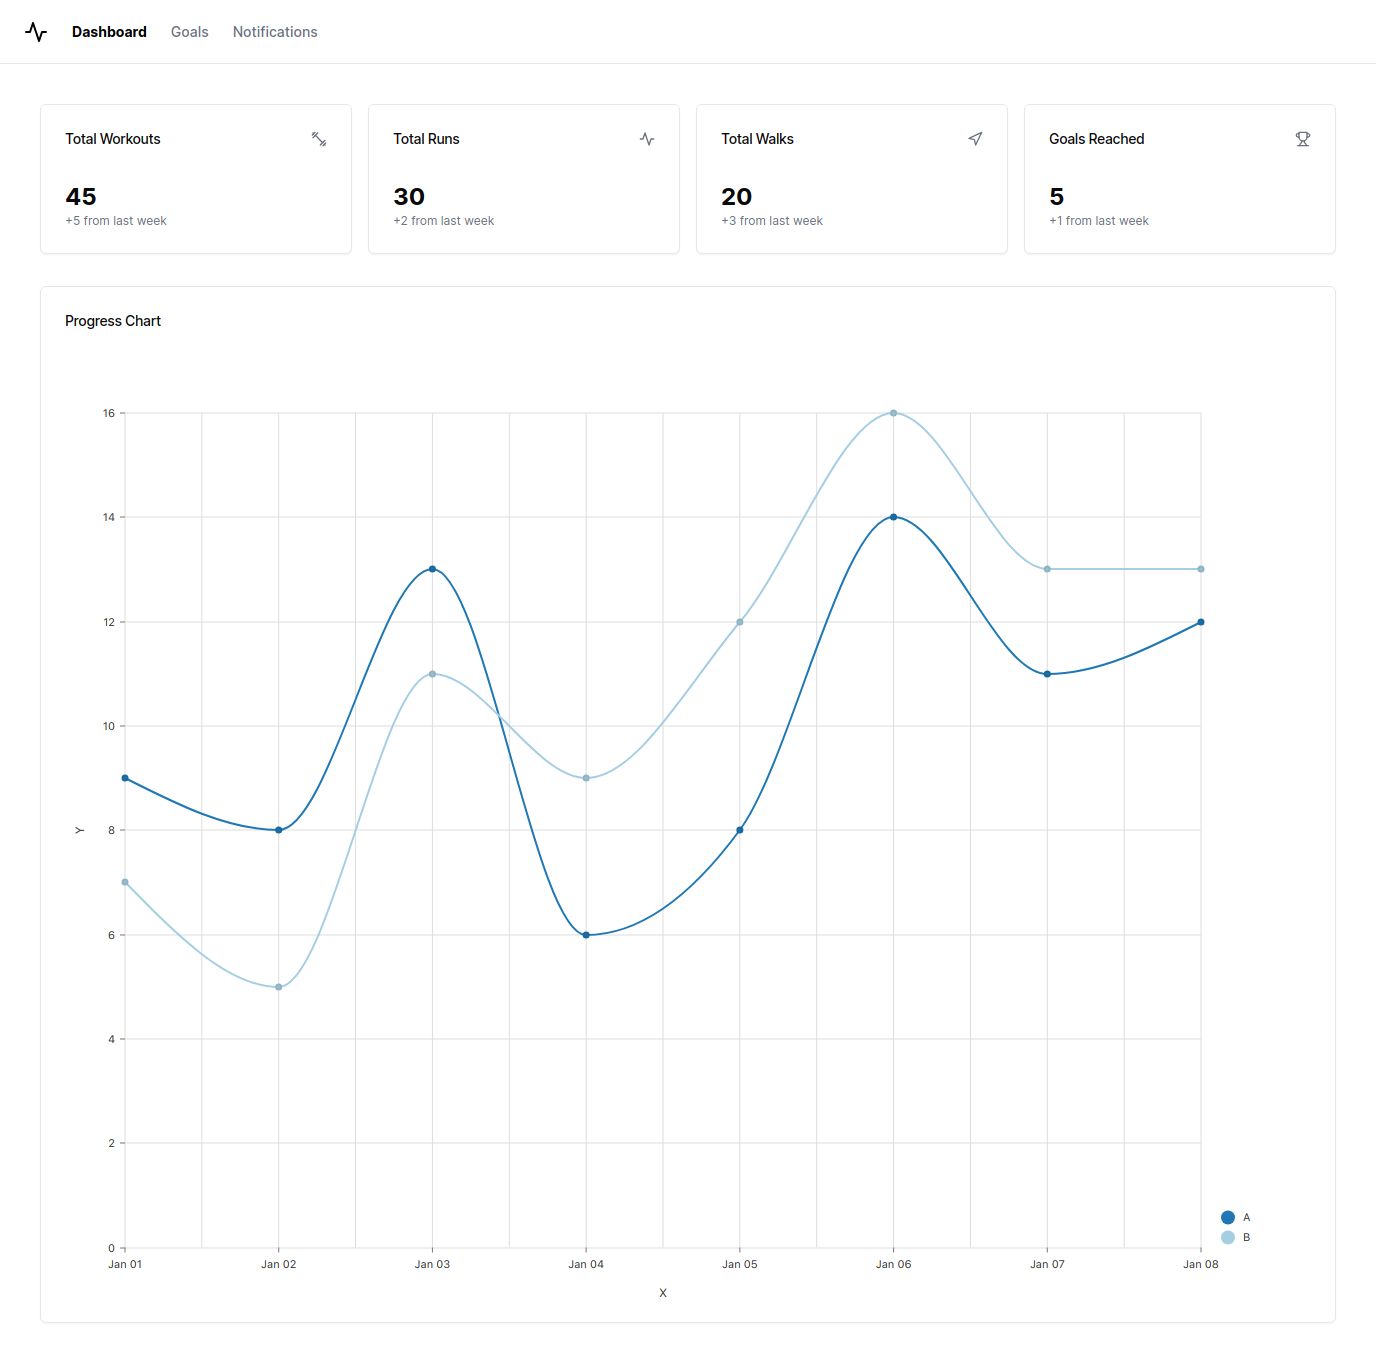 Dashboard Goals Notifications
Total Workouts
45
+5 from last week
Total Runs
30
+2 from last week
Total Walks
20
+3 from last week
Goals Reached
5
+1 from last week
Progress Chart
16
14
12
10
8
6
4
2
0
Y
Jan 01 Jan 02 Jan 03 Jan 04 Jan 05 Jan 06 Jan 07 Jan 08
X
A
B